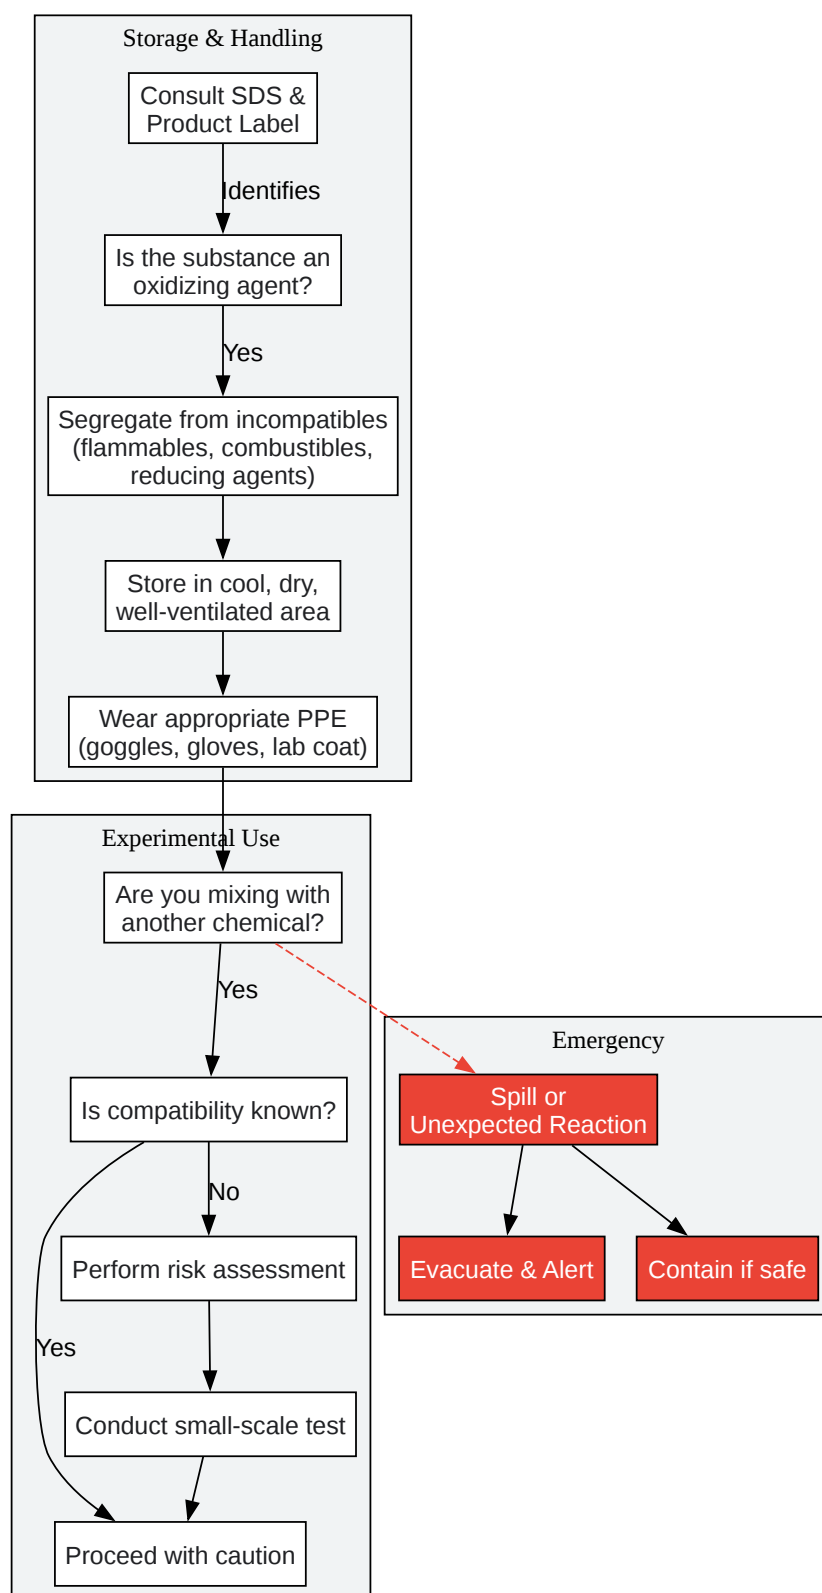 Storage & Handling
Consult SDS &
Product Label
Identifies
Is the substance an
oxidizing agent?
Yes
Segregate from incompatibles
(flammables, combustibles,
reducing agents)
Store in cool, dry,
well-ventilated area
Wear appropriate PPE
(goggles, gloves, lab coat)
Experimental Use
Are you mixing with
another chemical?
Yes
Is compatibility known?
No
Perform risk assessment
Yes
Conduct small-scale test
Proceed with caution
Emergency
Spill or
Unexpected Reaction
Evacuate & Alert
Contain if safe